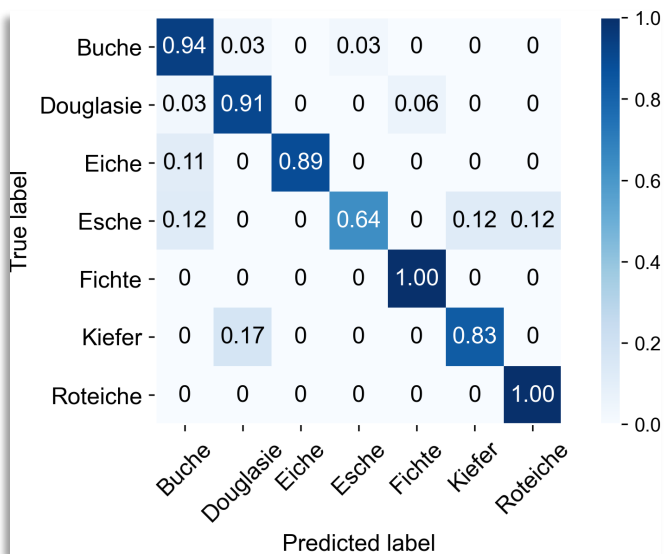 Buche 0.94 0.03 0 0.03 0 0 0
Douglasie 0.03 0.91 0 0 0.06 0 0
Eiche 0.11 0 0.89 0 0 0 0
Esche 0.12 0 0 0.64 0 0.12 0.12
Fichte 0 0 0 0 1.00 0 0
Kiefer 0 0.17 0 0 0 0.83 0
Roteiche 0 0 0 0 0 0 1.00
True label
Buche Douglasie Eiche Esche Fichte Kiefer Roteiche
Predicted label
1.0
0.8
0.6
0.4
0.2
0.0